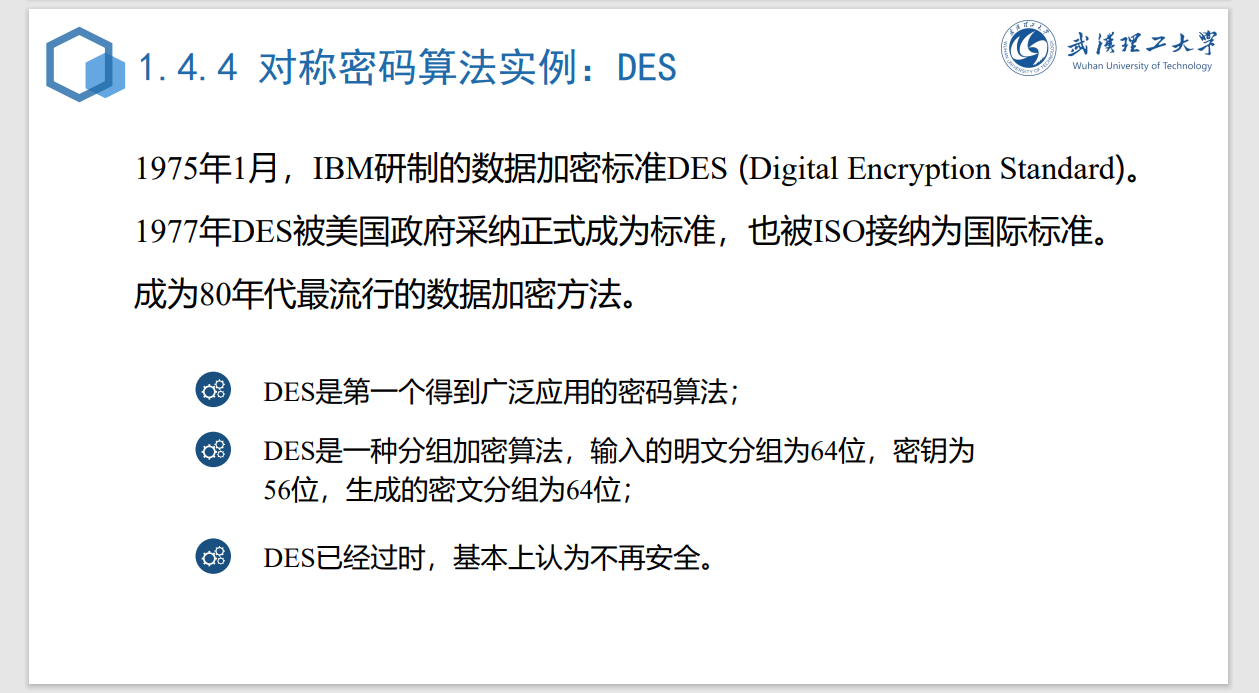 1.4.4 对称密码算法实例：DES
武汉理工大学
Wuhan University of Technology
1975年1月，IBM研制的数据加密标准DES (Digital Encryption Standard)。
1977年DES被美国政府采纳正式成为标准，也被ISO接纳为国际标准。
成为80年代最流行的数据加密方法。
DES是第一个得到广泛应用的密码算法；
DES是一种分组加密算法，输入的明文分组为64位，密钥为
56位，生成的密文分组为64位；
DES已经过时，基本上认为不再安全。